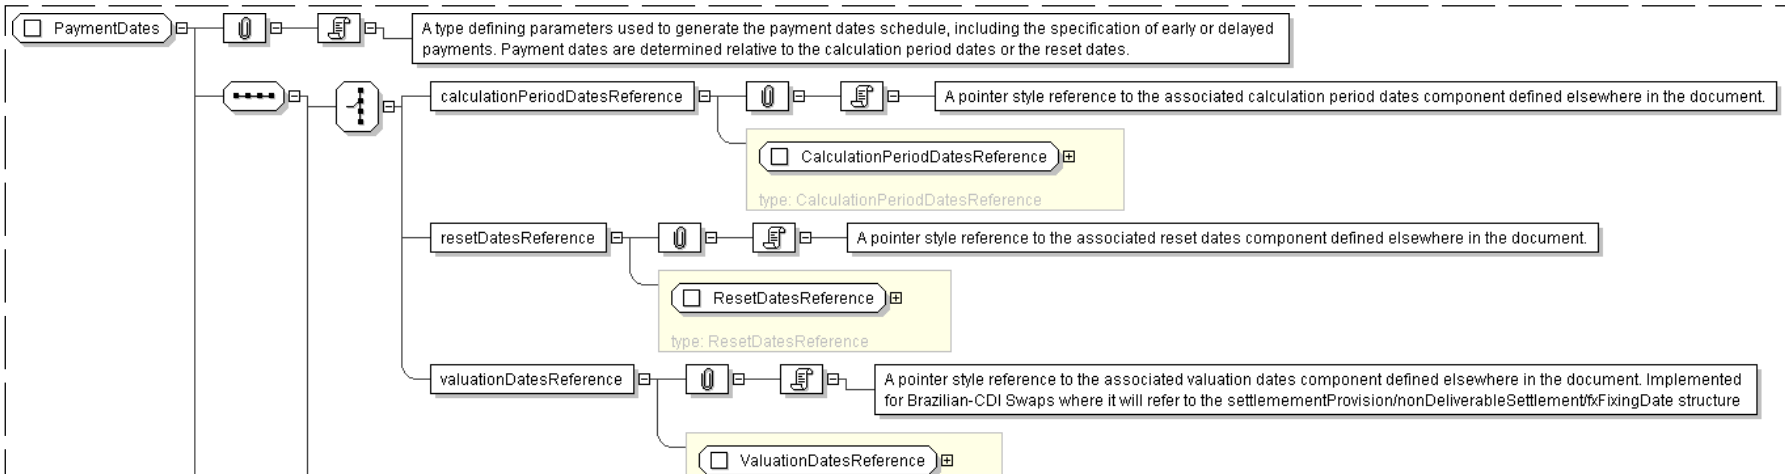 PaymentDates
A type defining parameters used to generate the payment dates schedule, including the specification of early or delayed
payments. Payment dates are determined relative to the calculation period dates or the reset dates.
calculationPeriodDatesReference
A pointer style reference to the associated calculation period dates component defined elsewhere in the document.
CalculationPeriodDatesReference
type: CalculationPeriodDatesReference
resetDatesReference
A pointer style reference to the associated reset dates component defined elsewhere in the document.
ResetDatesReference
type: ResetDatesReference
valuationDatesReference
A pointer style reference to the associated valuation dates component defined elsewhere in the document. Implemented
for Brazilian-CDI Swaps where it will refer to the settlemementProvision/nonDeliverableSettlement/fxFixingDate structure
ValuationDatesReference